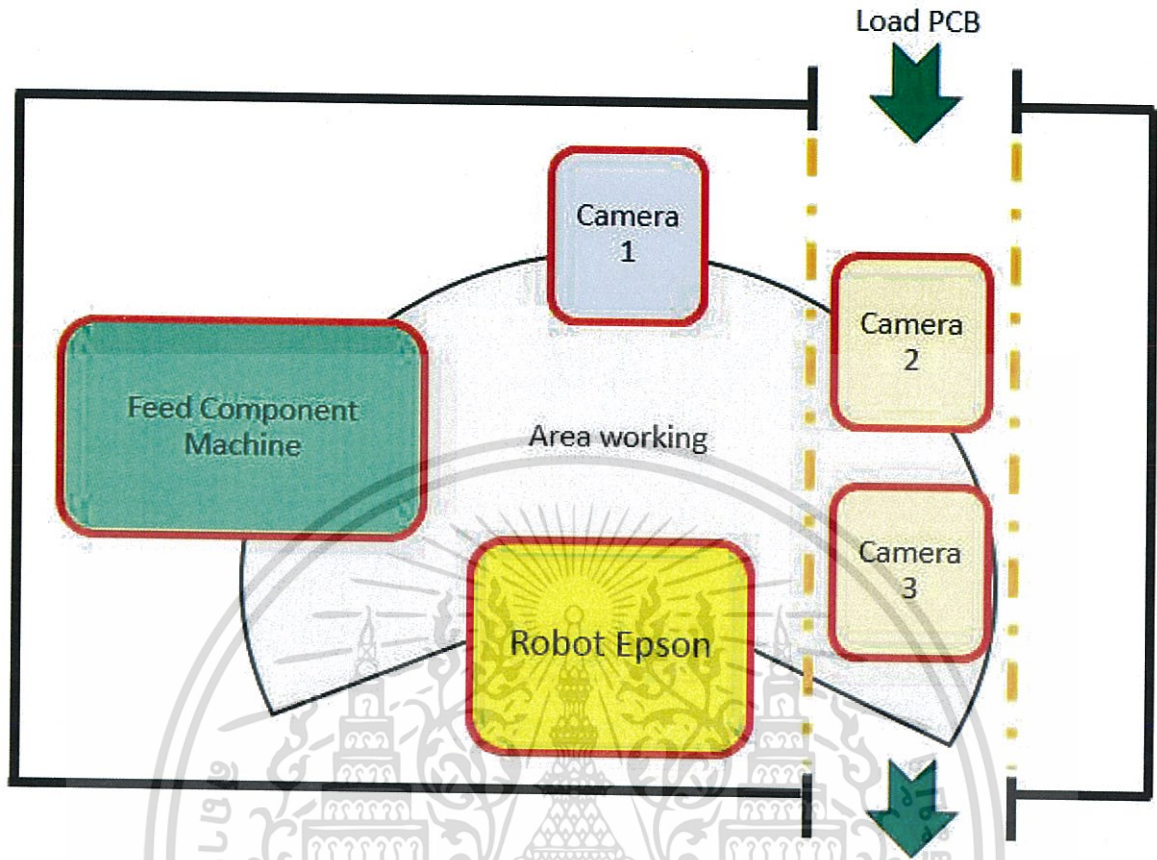 Load PCB
Camera
1
Camera
2
Feed Component
Machine
Area working
Camera
3
Robot Epson